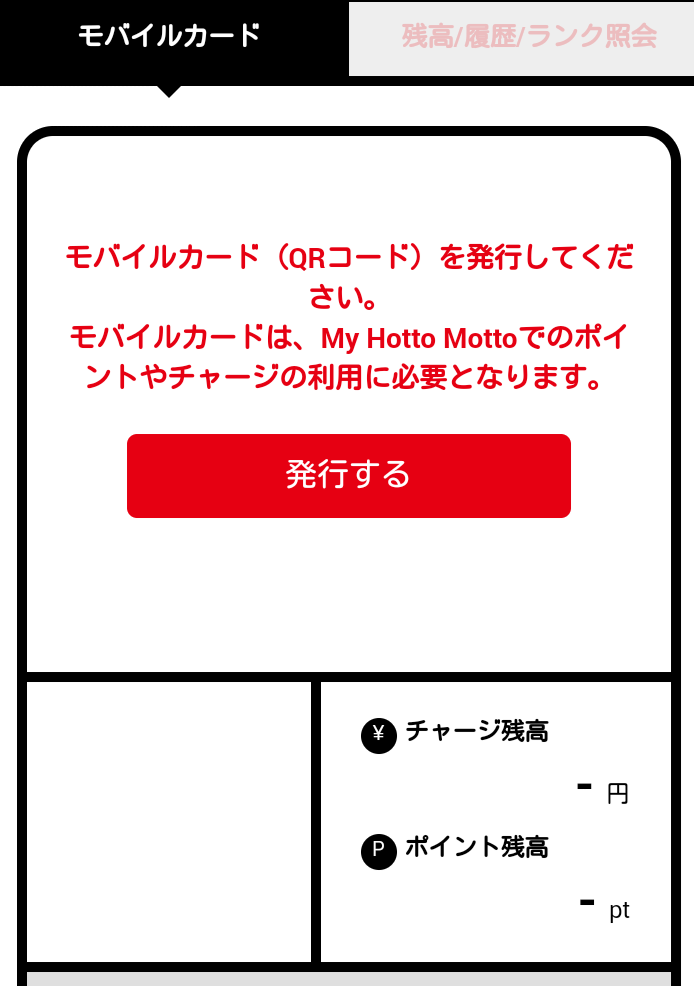 モバイルカード
残高/履歴/ランク照会
モバイルカード（QRコード）を発行してくだ
さい。
モバイルカードは、My Hotto Mottoでのポイ
ントやチャージの利用に必要となります。
発行する
¥ チャージ残高
- 円
P ポイント残高
- pt